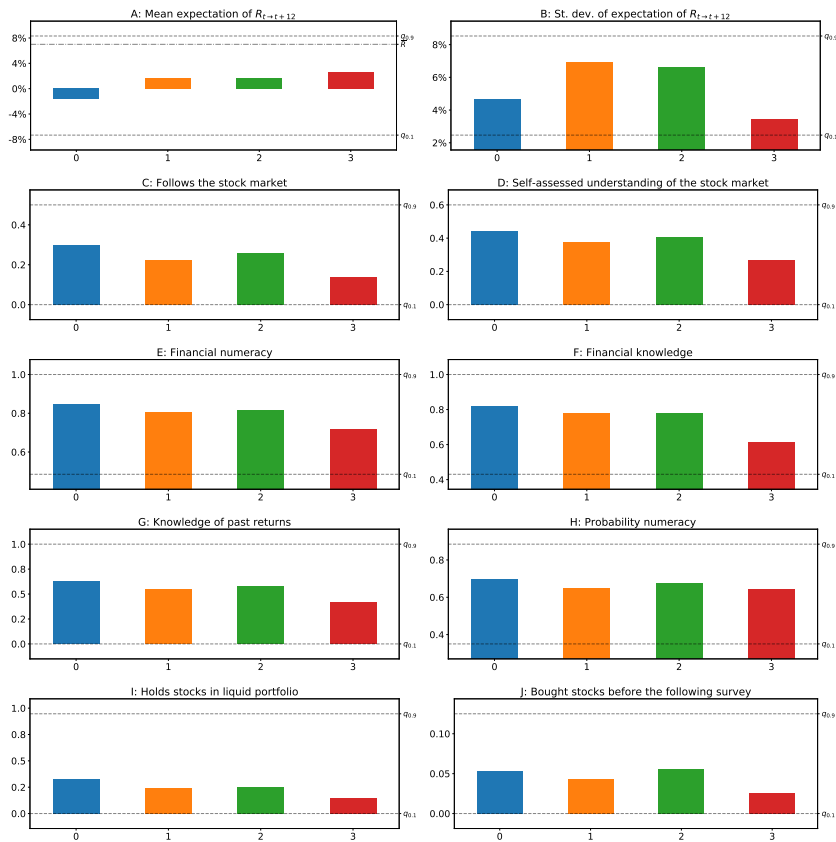 A: Mean expectation of R_{t→t+12}
8%
4%
0%
-4%
-8%
q_{0.9}
q_{0.1}
0 1 2 3
B: St. dev. of expectation of R_{t→t+12}
8%
6%
4%
2%
q_{0.9}
q_{0.1}
0 1 2 3
C: Follows the stock market
0.4
0.2
0.0
q_{0.9}
q_{0.1}
0 1 2 3
D: Self-assessed understanding of the stock market
0.6
0.4
0.2
0.0
q_{0.9}
q_{0.1}
0 1 2 3
E: Financial numeracy
1.0
0.8
0.6
q_{0.9}
q_{0.1}
0 1 2 3
F: Financial knowledge
1.0
0.8
0.6
0.4
q_{0.9}
q_{0.1}
0 1 2 3
G: Knowledge of past returns
1.0
0.8
0.5
0.2
0.0
q_{0.9}
q_{0.1}
0 1 2 3
H: Probability numeracy
0.8
0.6
0.4
q_{0.9}
q_{0.1}
0 1 2 3
I: Holds stocks in liquid portfolio
1.0
0.8
0.5
0.2
0.0
q_{0.9}
q_{0.1}
0 1 2 3
J: Bought stocks before the following survey
0.10
0.05
0.00
q_{0.9}
q_{0.1}
0 1 2 3